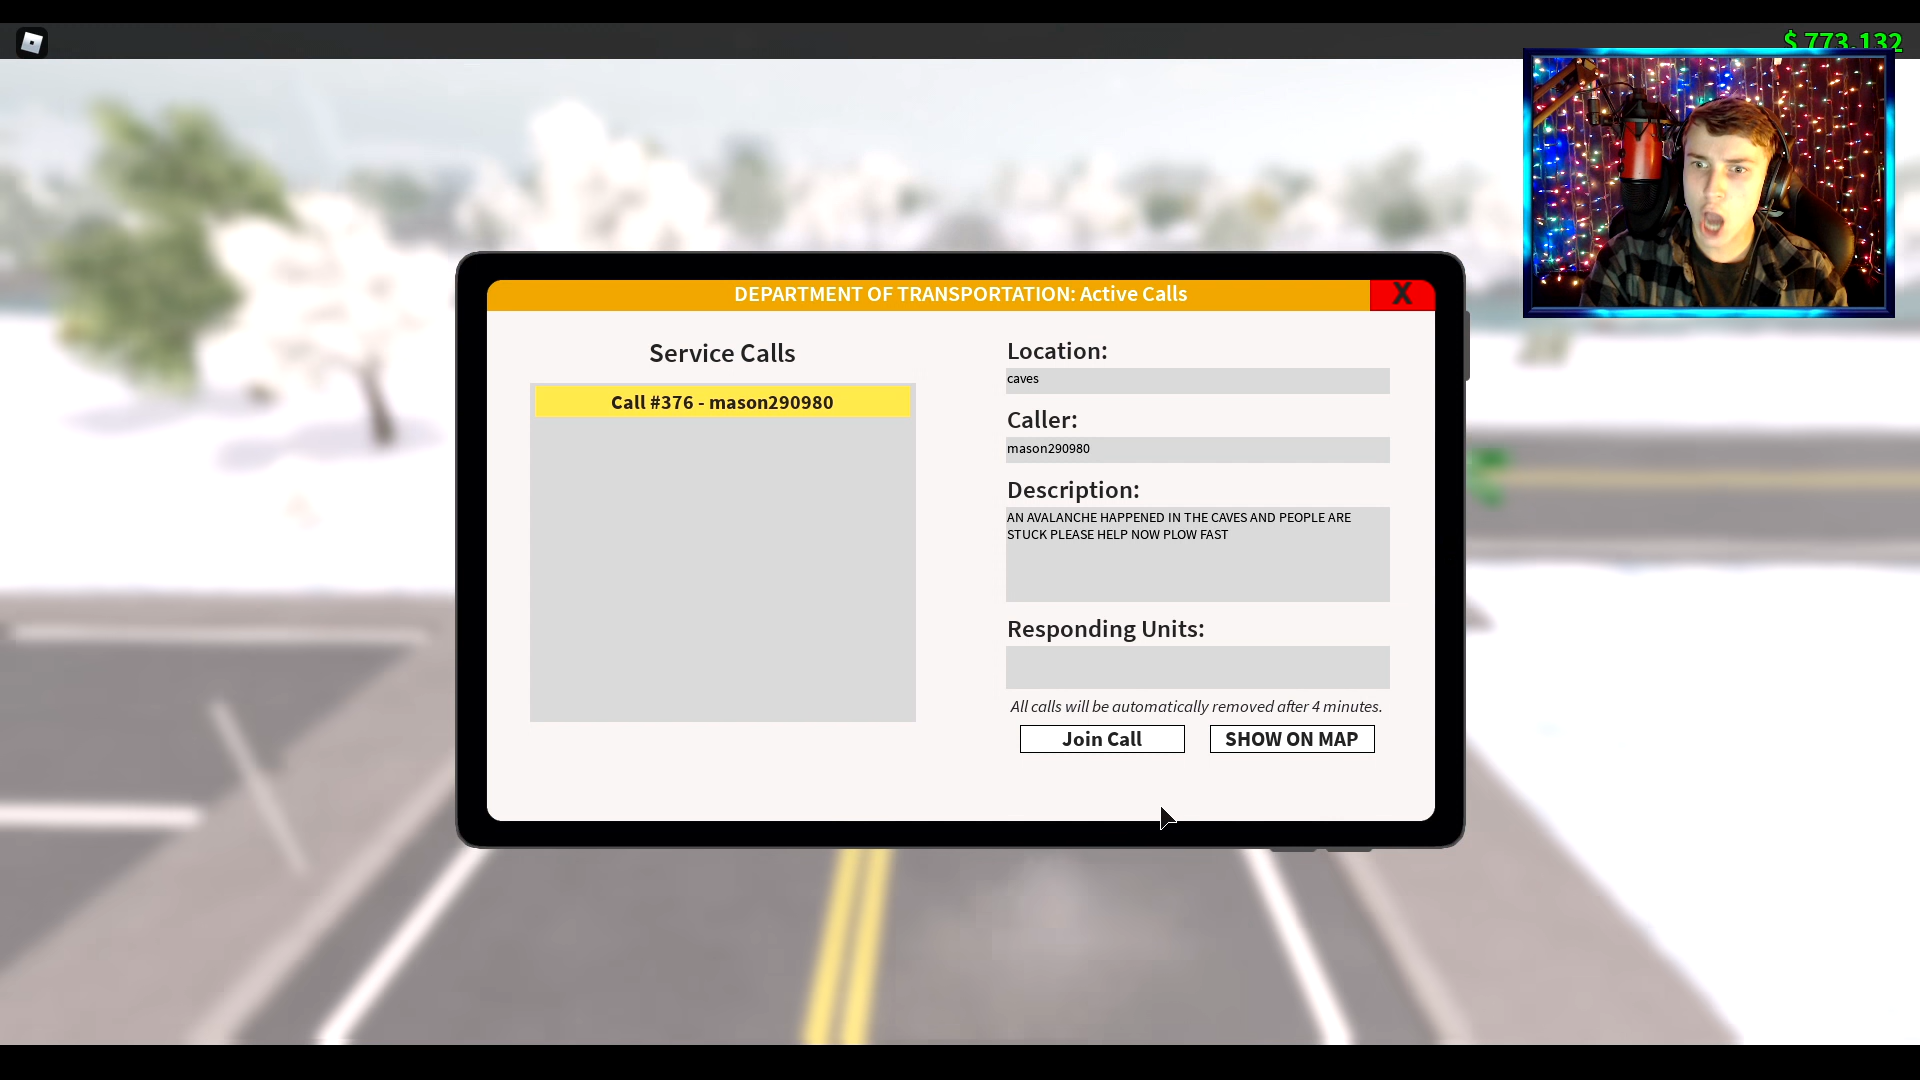 $ 773,132
DEPARTMENT OF TRANSPORTATION: Active Calls
X
Service Calls
Call #376 - mason290980
Location:
caves
Caller:
mason290980
Description:
AN AVALANCHE HAPPENED IN THE CAVES AND PEOPLE ARE
STUCK PLEASE HELP NOW PLOW FAST
Responding Units:
All calls will be automatically removed after 4 minutes.
Join Call
SHOW ON MAP